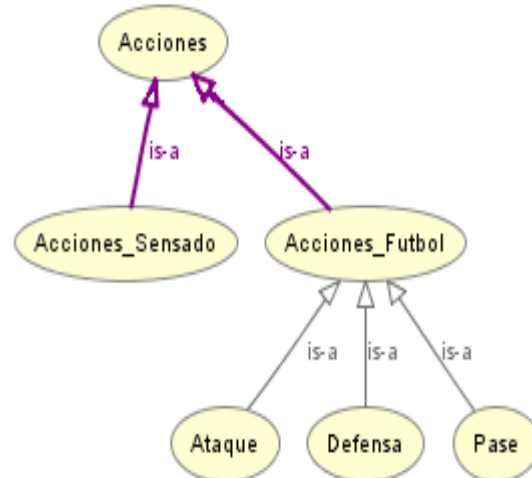 Acciones
is-a
is-a
Acciones_Sensado
Acciones_Futbol
is-a
is-a
is-a
Ataque
Defensa
Pase